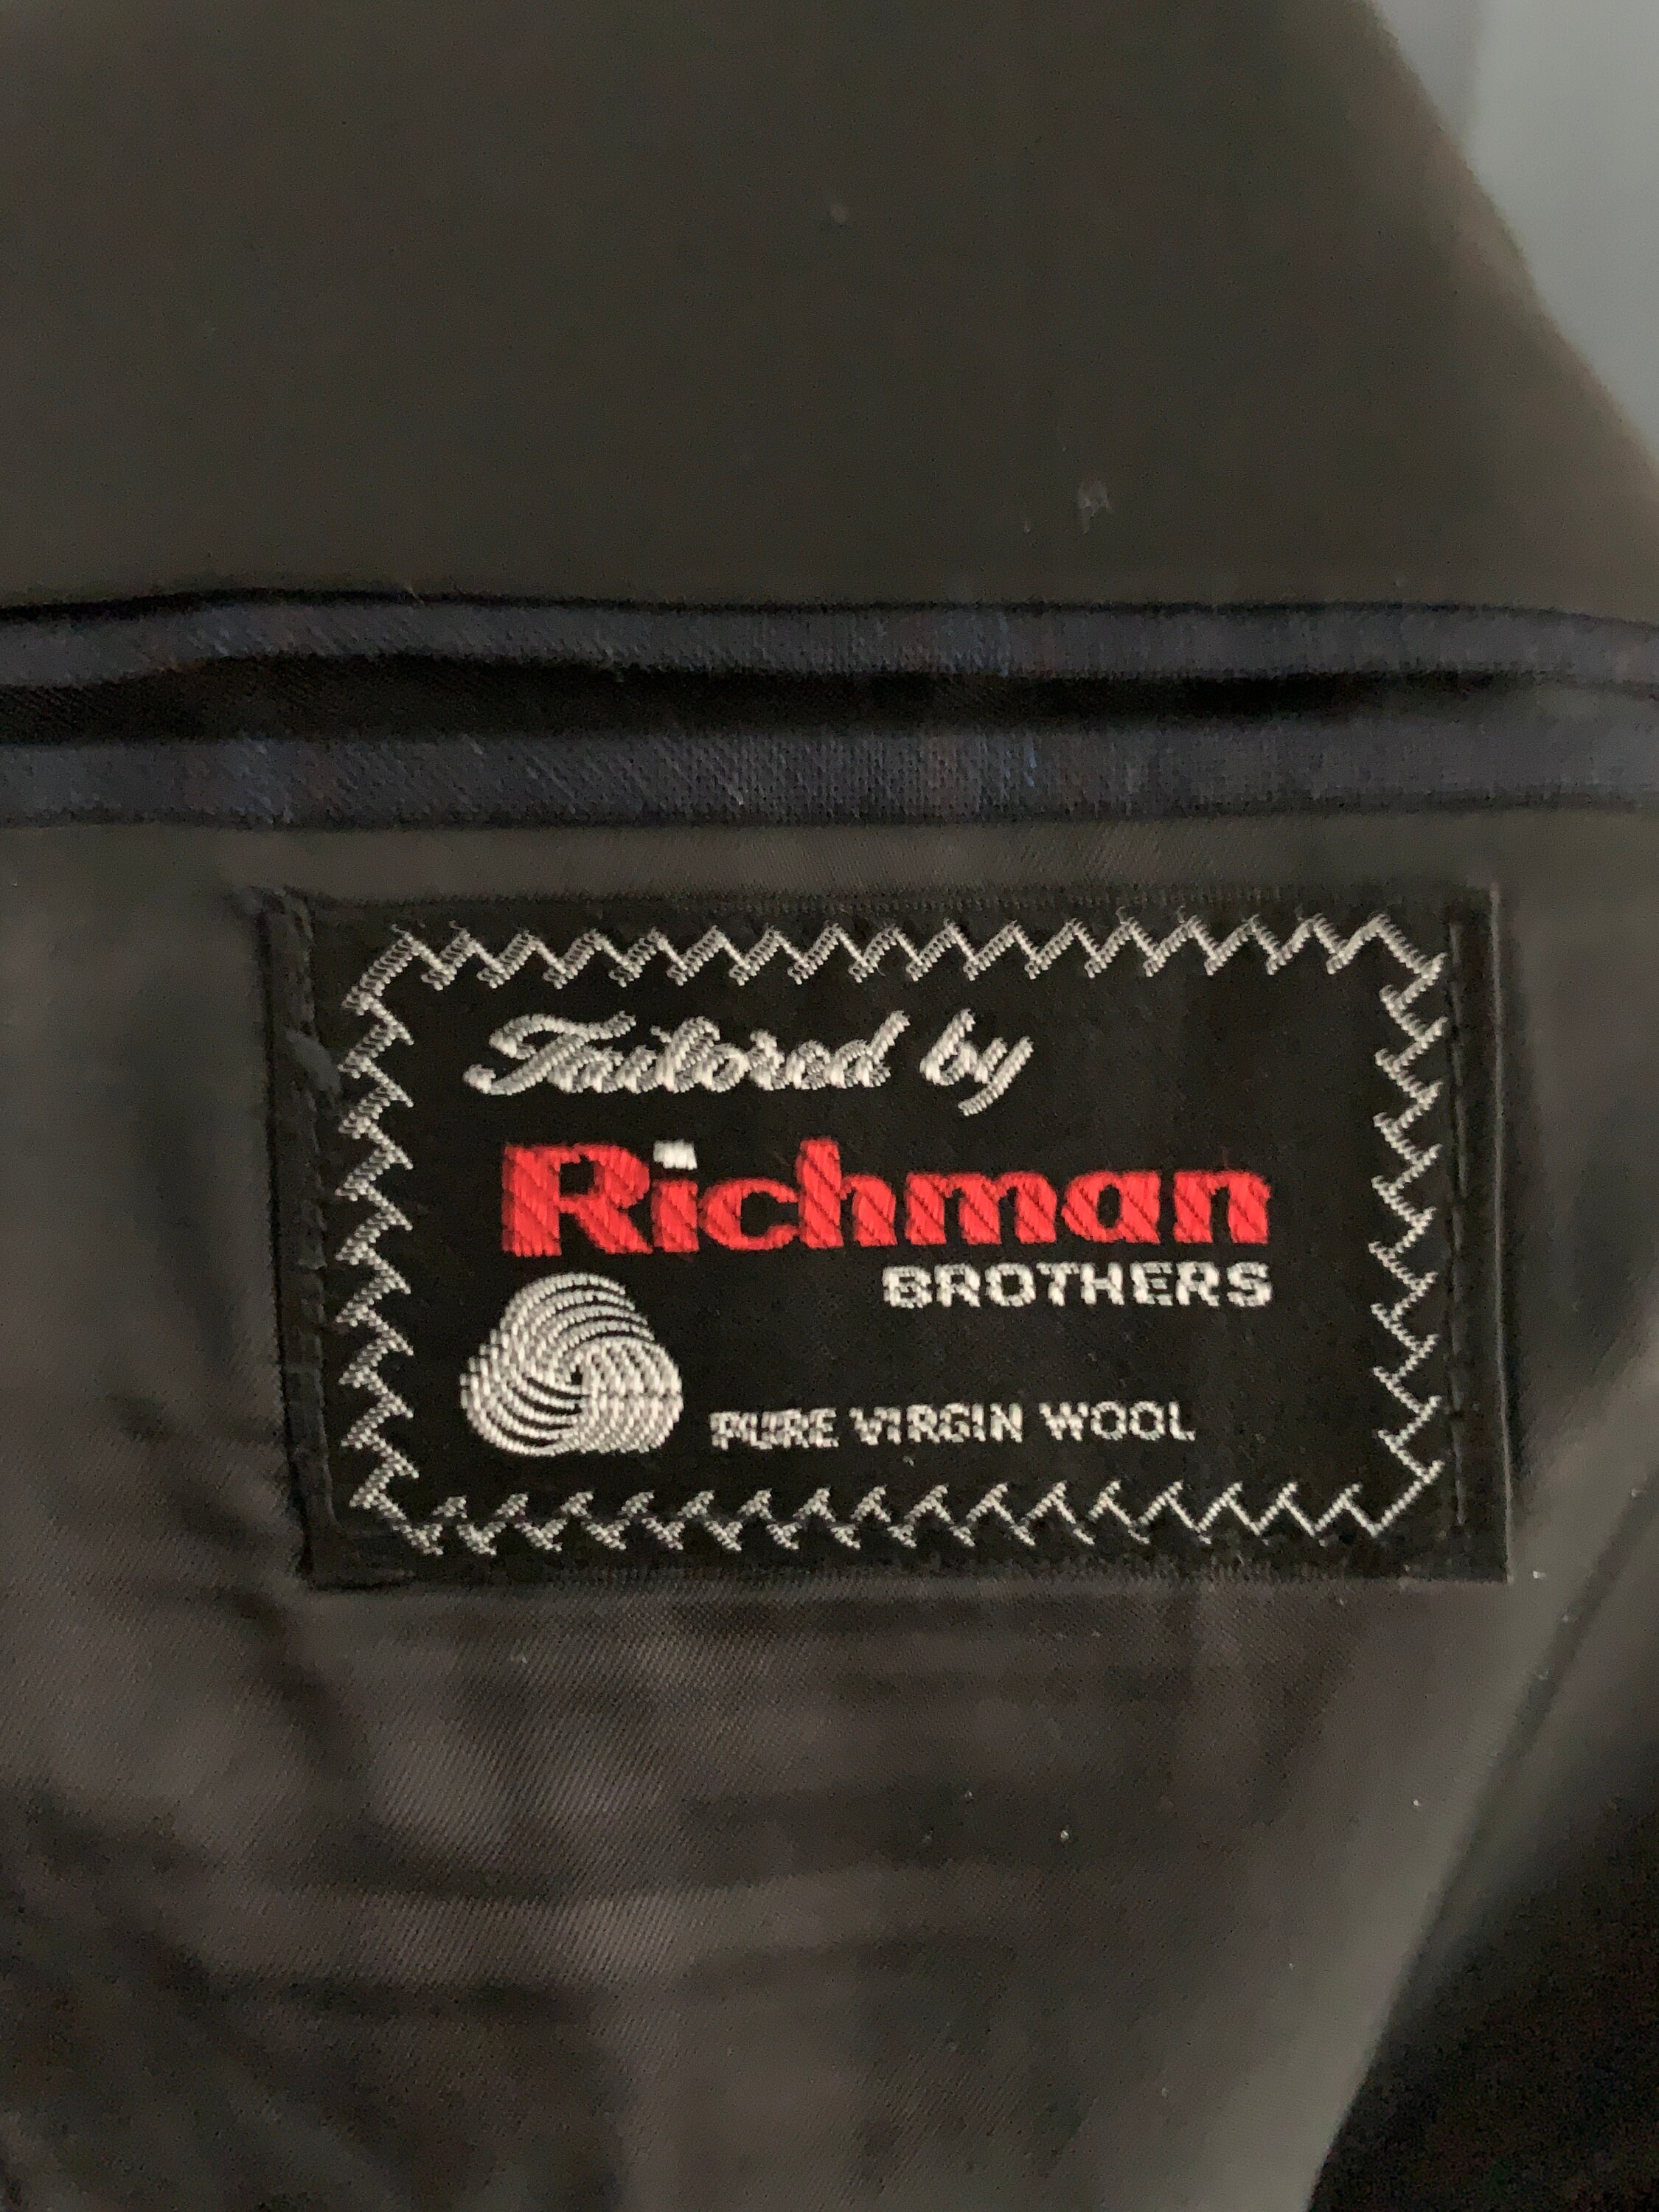 Tailored by
Richman
BROTHERS
PURE VIRGIN WOOL